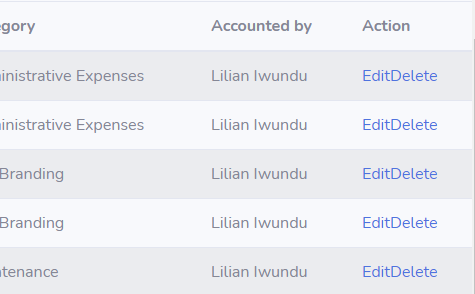 egory Accounted by Action
inistrative Expenses Lilian Iwundu EditDelete
inistrative Expenses Lilian Iwundu EditDelete
Branding Lilian Iwundu EditDelete
Branding Lilian Iwundu EditDelete
ntenance Lilian Iwundu EditDelete